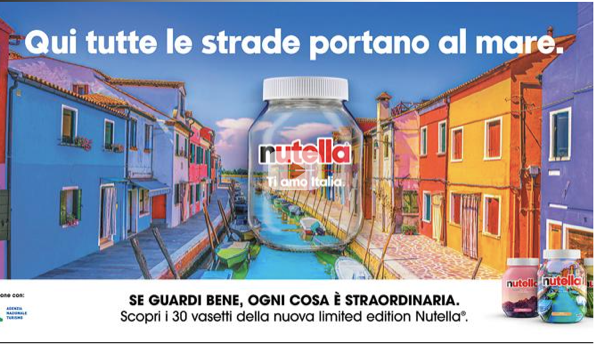 Qui tutte le strade portano al mare.
nutella
Ti amo Italia.
one con:
AGENZIA
NAZIONALE
TURISMO
SE GUARDI BENE, OGNI COSA È STRAORDINARIA.
Scopri i 30 vasetti della nuova limited edition Nutella®.
nutella
nutella